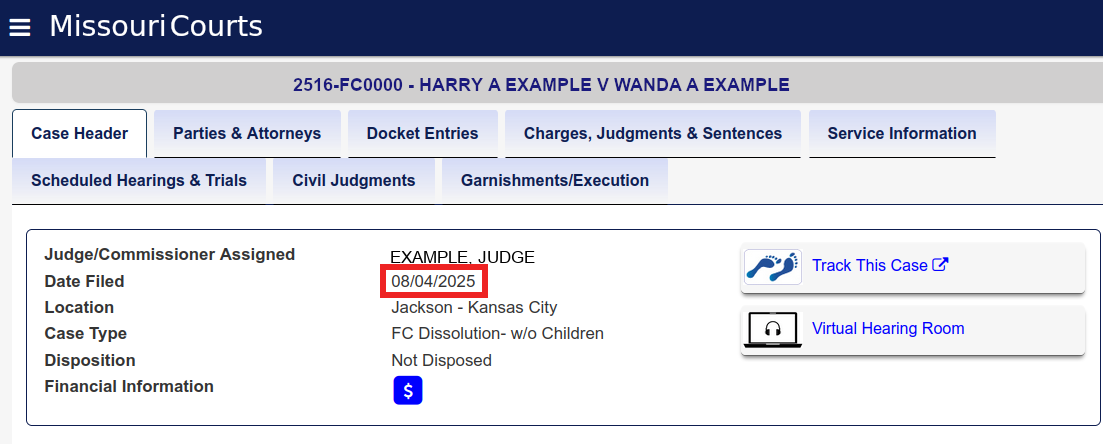 Missouri Courts
2516-FC0000 - HARRY A EXAMPLE V WANDA A EXAMPLE
Case Header Parties & Attorneys Docket Entries Charges, Judgments & Sentences Service Information
Scheduled Hearings & Trials Civil Judgments Garnishments/Execution
Judge/Commissioner Assigned EXAMPLE, JUDGE
Date Filed 08/04/2025
Location Jackson - Kansas City
Case Type FC Dissolution- w/o Children
Disposition Not Disposed
Financial Information $
Track This Case
Virtual Hearing Room